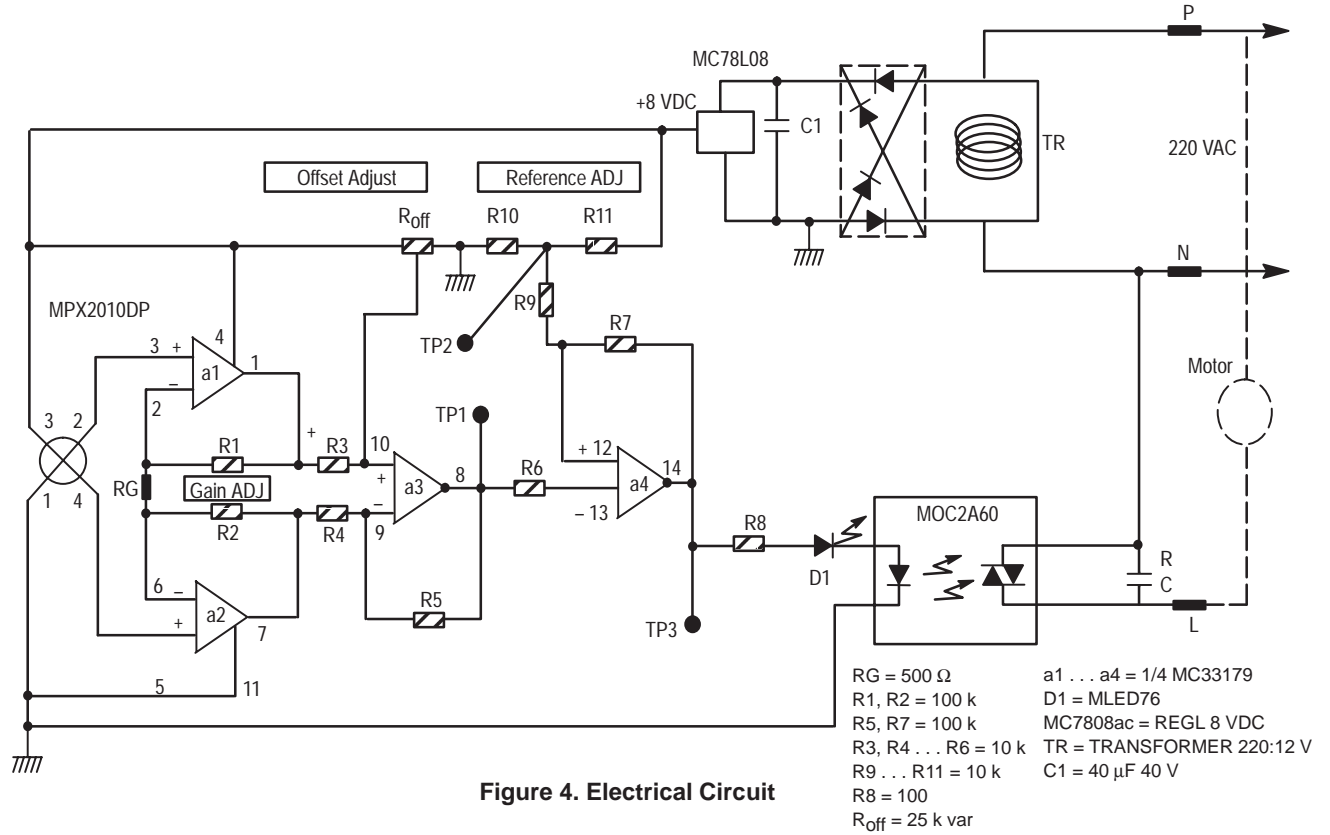 P
MC78L08
+8 VDC
C1
TR
220 VAC
Offset Adjust
Reference ADJ
Roff
R10
R11
N
MPX2010DP
R9
R7
TP2
4
3 +
1
a1
–
2
Motor
TP1
3
2
R1
+
R3
10
+
a3
8
R6
+ 12
14
a4
– 13
RG
Gain ADJ
–
1
4
R2
R4
9
MOC2A60
R8
D1
R
C
6 –
a2
+
7
R5
TP3
L
5
11
RG = 500 Ω
R1, R2 = 100 k
R5, R7 = 100 k
R3, R4 . . . R6 = 10 k
R9 . . . R11 = 10 k
R8 = 100
Roff = 25 k var
a1 . . . a4 = 1/4 MC33179
D1 = MLED76
MC7808ac = REGL 8 VDC
TR = TRANSFORMER 220:12 V
C1 = 40 μF 40 V
Figure 4. Electrical Circuit